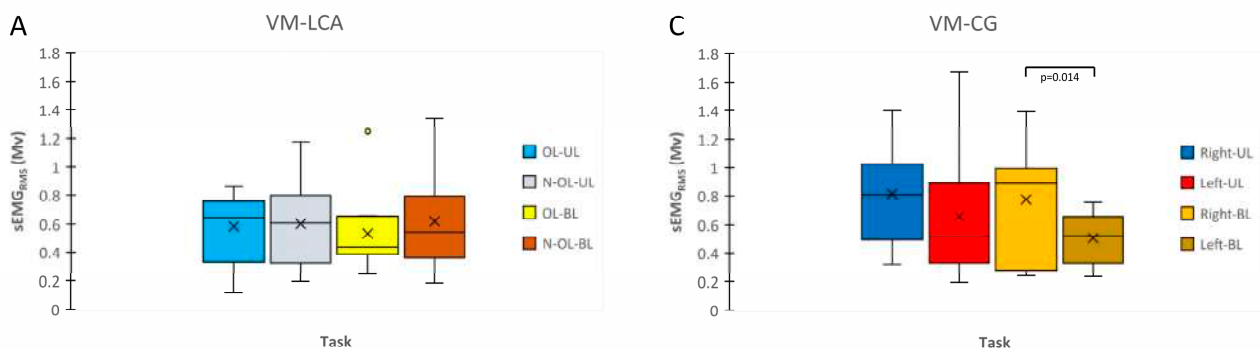 A
VM-LCA
1.8
1.6
1.4
1.2
1
0.8
0.6
0.4
0.2
0
sEMGRMS (Mv)
Task
OL-UL
N-OL-UL
OL-BL
N-OL-BL
C
VM-CG
1.8
1.6
1.4
1.2
1
0.8
0.6
0.4
0.2
0
sEMGRMS (Mv)
p=0.014
Task
Right-UL
Left-UL
Right-BL
Left-BL